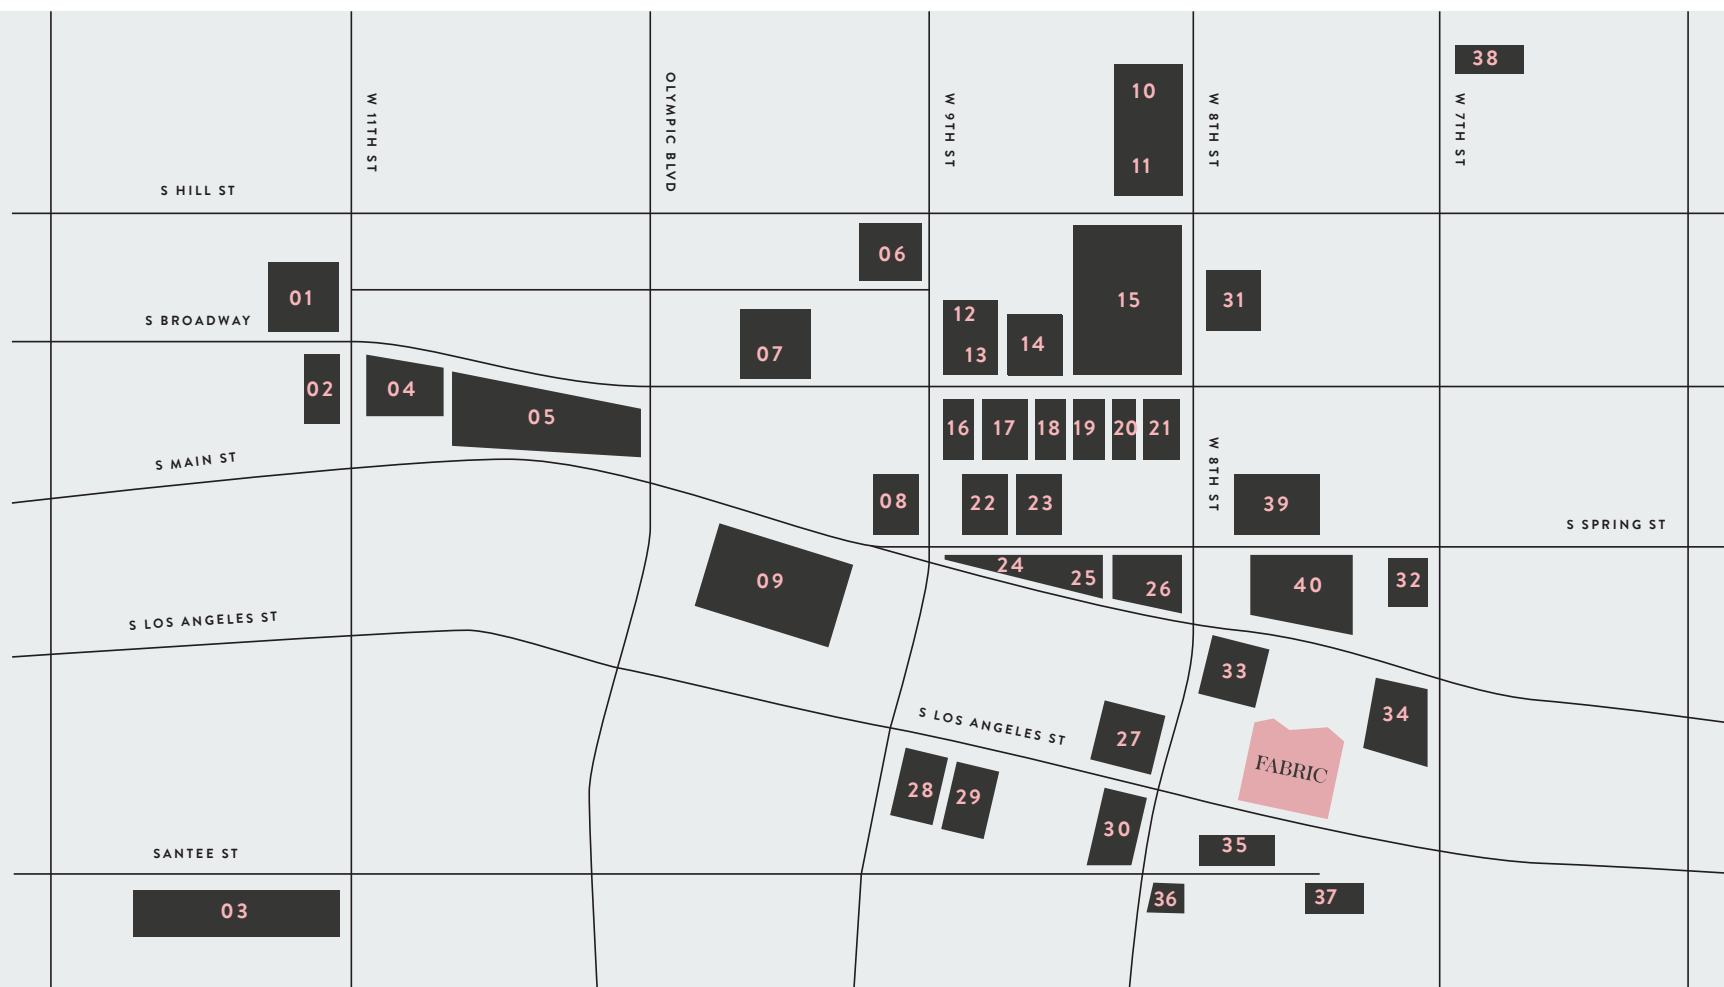 38
10
11
W 11TH ST
OLYMPIC BLVD
W 9TH ST
W 8TH ST
W 7TH ST
S HILL ST
06
01
15
31
12
13
14
S BROADWAY
07
02
04
05
16
17
18
19
20
21
S MAIN ST
W 8TH ST
08
22
23
39
S SPRING ST
09
24
25
26
40
32
S LOS ANGELES ST
33
34
S LOS ANGELES ST
27
FABRIC
28
29
30
35
SANTEE ST
03
36
37